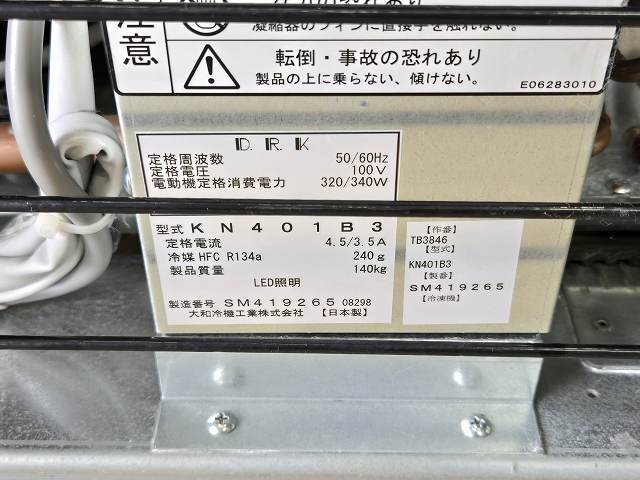 注意
凝縮器のフィンに直接手を触れない。
転倒・事故の恐れあり
製品の上に乗らない、傾けない。
E06283010
D.R.K
定格周波数 50/60Hz
定格電圧 100V
電動機定格消費電力 320/340W
型式 KN401B3
定格電流 4.5/3.5A
冷媒HFC R134a 240g
製品質量 140kg
LED照明
製造番号 SM419265 08298
大和冷機工業株式会社 【日本製】
【作番】
TB3846
【型式】
KN401B3
【製番】
SM419265
【冷凍機】